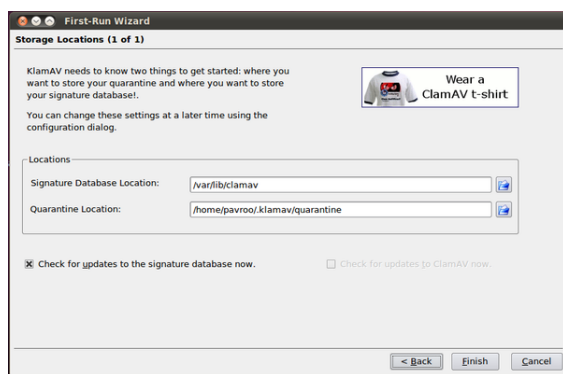 First-Run Wizard
Storage Locations (1 of 1)
KlamAV needs to know two things to get started: where you
want to store your quarantine and where you want to store
your signature database!.
You can change these settings at a later time using the
configuration dialog.
Wear a
ClamAV t-shirt
Locations
Signature Database Location:
/var/lib/clamav
Quarantine Location:
/home/pavroo/.klamav/quarantine
Check for updates to the signature database now.
Check for updates to ClamAV now.
< Back
Finish
Cancel